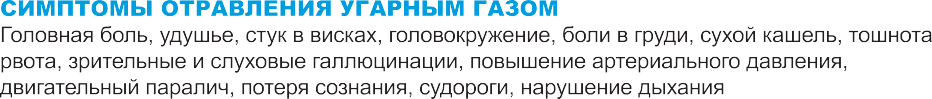 СИМПТОМЫ ОТРАВЛЕНИЯ УГАРНЫМ ГАЗОМ
Головная боль, удушье, стук в висках, головокружение, боли в груди, сухой кашель, тошнота
рвота, зрительные и слуховые галлюцинации, повышение артериального давления,
двигательный паралич, потеря сознания, судороги, нарушение дыхания